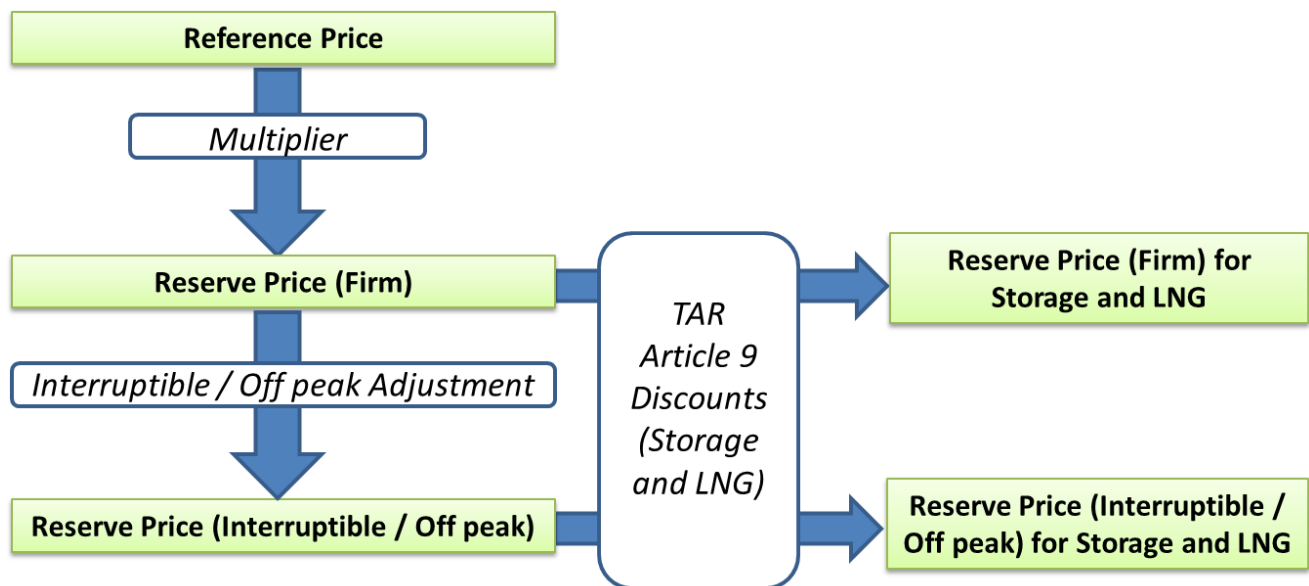 Reference Price
Multiplier
Reserve Price (Firm)
Interruptible / Off peak Adjustment
Reserve Price (Interruptible / Off peak)
TAR
Article 9
Discounts
(Storage
and LNG)
Reserve Price (Firm) for
Storage and LNG
Reserve Price (Interruptible /
Off peak) for Storage and LNG